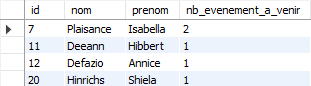 id nom prenom nb_evenement_a_venir
7 Plaisance Isabella 2
11 Deeann Hibbert 1
12 Defazio Annice 1
20 Hinrichs Shiela 1